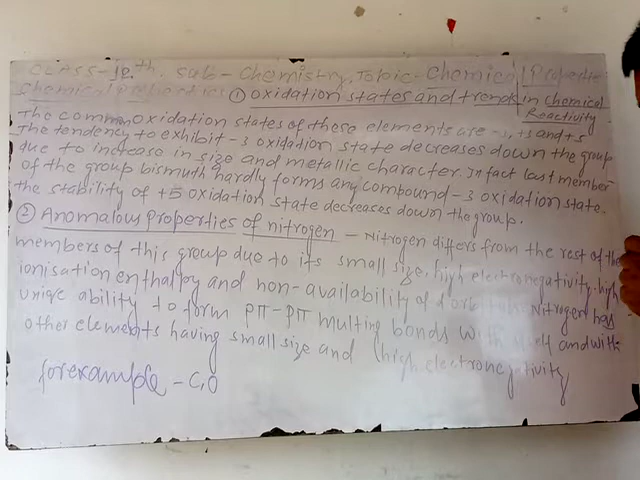 CLASS-12th, Sub-Chemistry, Topic-Chemical Properties
Chemical properties ① Oxidation states and trends in Chemical Reactivity
The common oxidation states of these elements are -3, +3 and +5
The tendency to exhibit -3 oxidation state decreases down the group
due to increase in size and metallic character. In fact last member
of the group bismuth hardly forms any compound -3 oxidation state.
the stability of +5 oxidation state decreases down the group.
② Anomalous properties of nitrogen - Nitrogen differs from the rest of the
members of this group due to its small size, high electronegativity, high
ionisation enthalpy and non-availability of d orbitals. Nitrogen has
uniqe ability to form pπ-pπ multing bonds with itself and with
other elements having small size and high electronegativity
for example - C, O